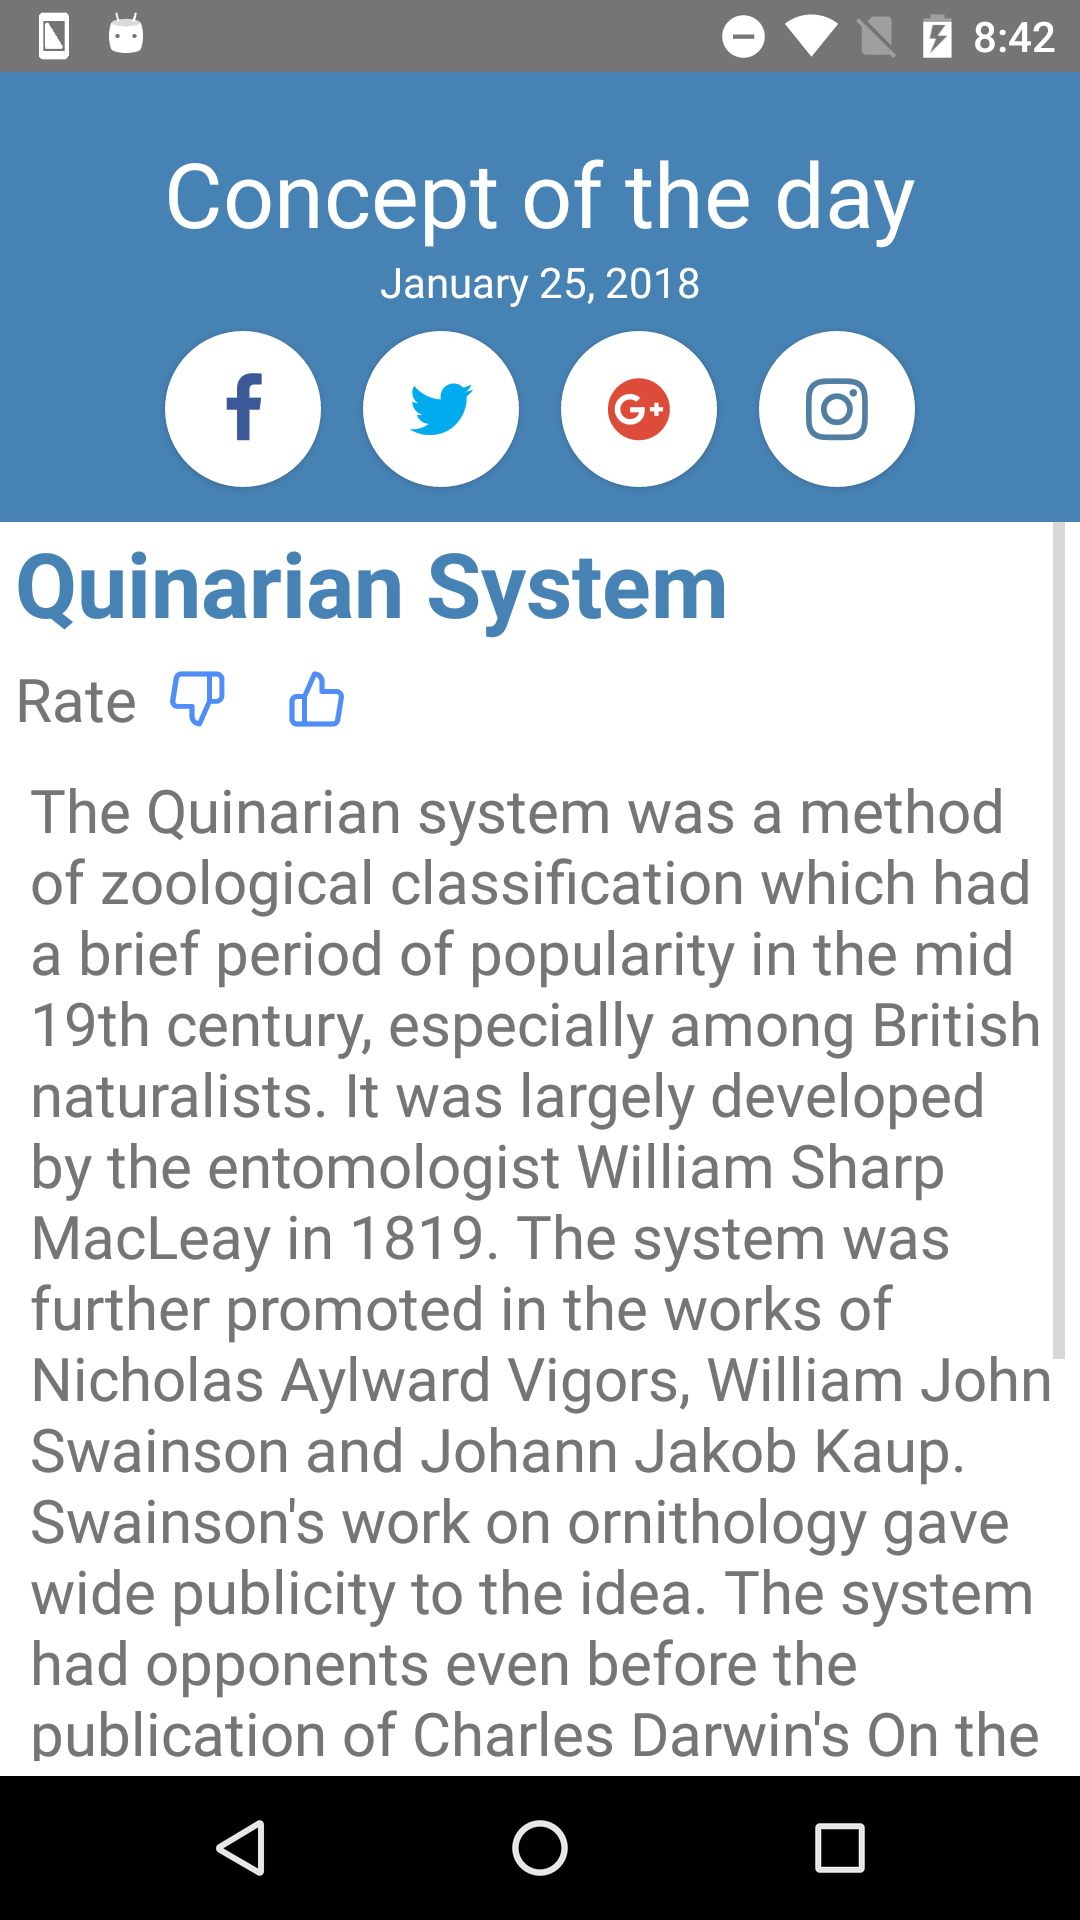 8:42
Concept of the day
January 25, 2018
Quinarian System
Rate
The Quinarian system was a method
of zoological classification which had
a brief period of popularity in the mid
19th century, especially among British
naturalists. It was largely developed
by the entomologist William Sharp
MacLeay in 1819. The system was
further promoted in the works of
Nicholas Aylward Vigors, William John
Swainson and Johann Jakob Kaup.
Swainson's work on ornithology gave
wide publicity to the idea. The system
had opponents even before the
publication of Charles Darwin's On the